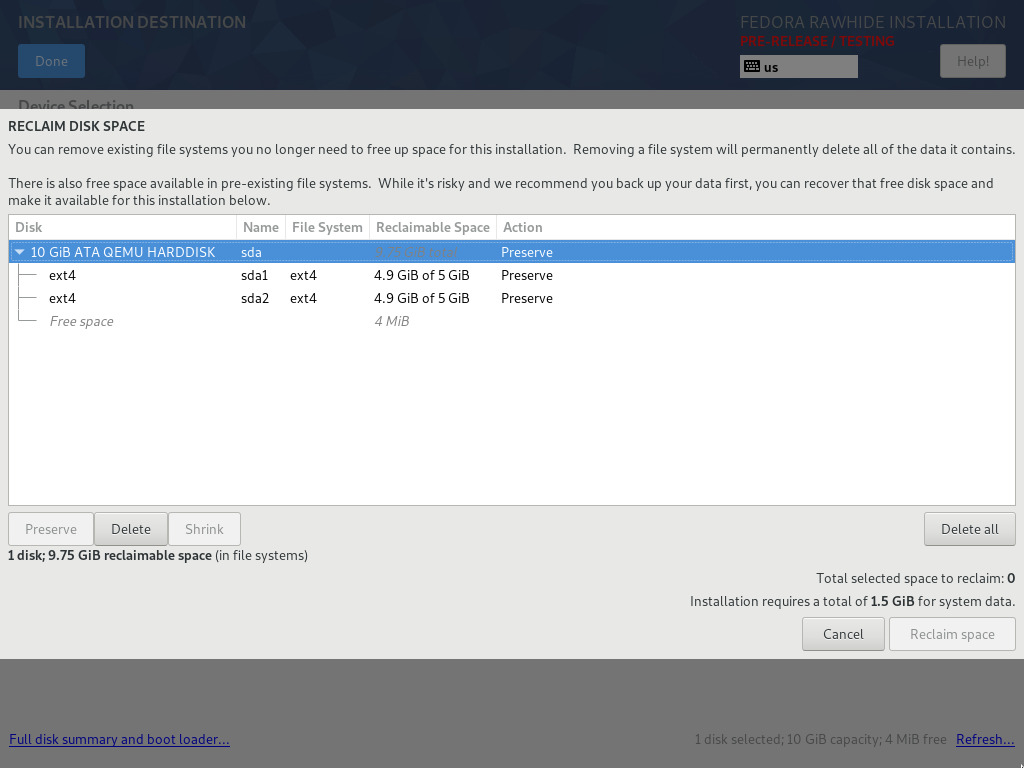 INSTALLATION DESTINATION
FEDORA RAWHIDE INSTALLATION
PRE-RELEASE / TESTING
Done
us
Help!
Device Selection
RECLAIM DISK SPACE
You can remove existing file systems you no longer need to free up space for this installation.  Removing a file system will permanently delete all of the data it contains.
There is also free space available in pre-existing file systems.  While it's risky and we recommend you back up your data first, you can recover that free disk space and
make it available for this installation below.
Disk Name File System Reclaimable Space Action
10 GiB ATA QEMU HARDDISK sda Preserve
ext4 sda1 ext4 4.9 GiB of 5 GiB Preserve
ext4 sda2 ext4 4.9 GiB of 5 GiB Preserve
Free space 4 MiB
Preserve Delete Shrink Delete all
1 disk; 9.75 GiB reclaimable space (in file systems)
Total selected space to reclaim: 0
Installation requires a total of 1.5 GiB for system data.
Cancel Reclaim space
Full disk summary and boot loader... 1 disk selected; 10 GiB capacity; 4 MiB free Refresh...